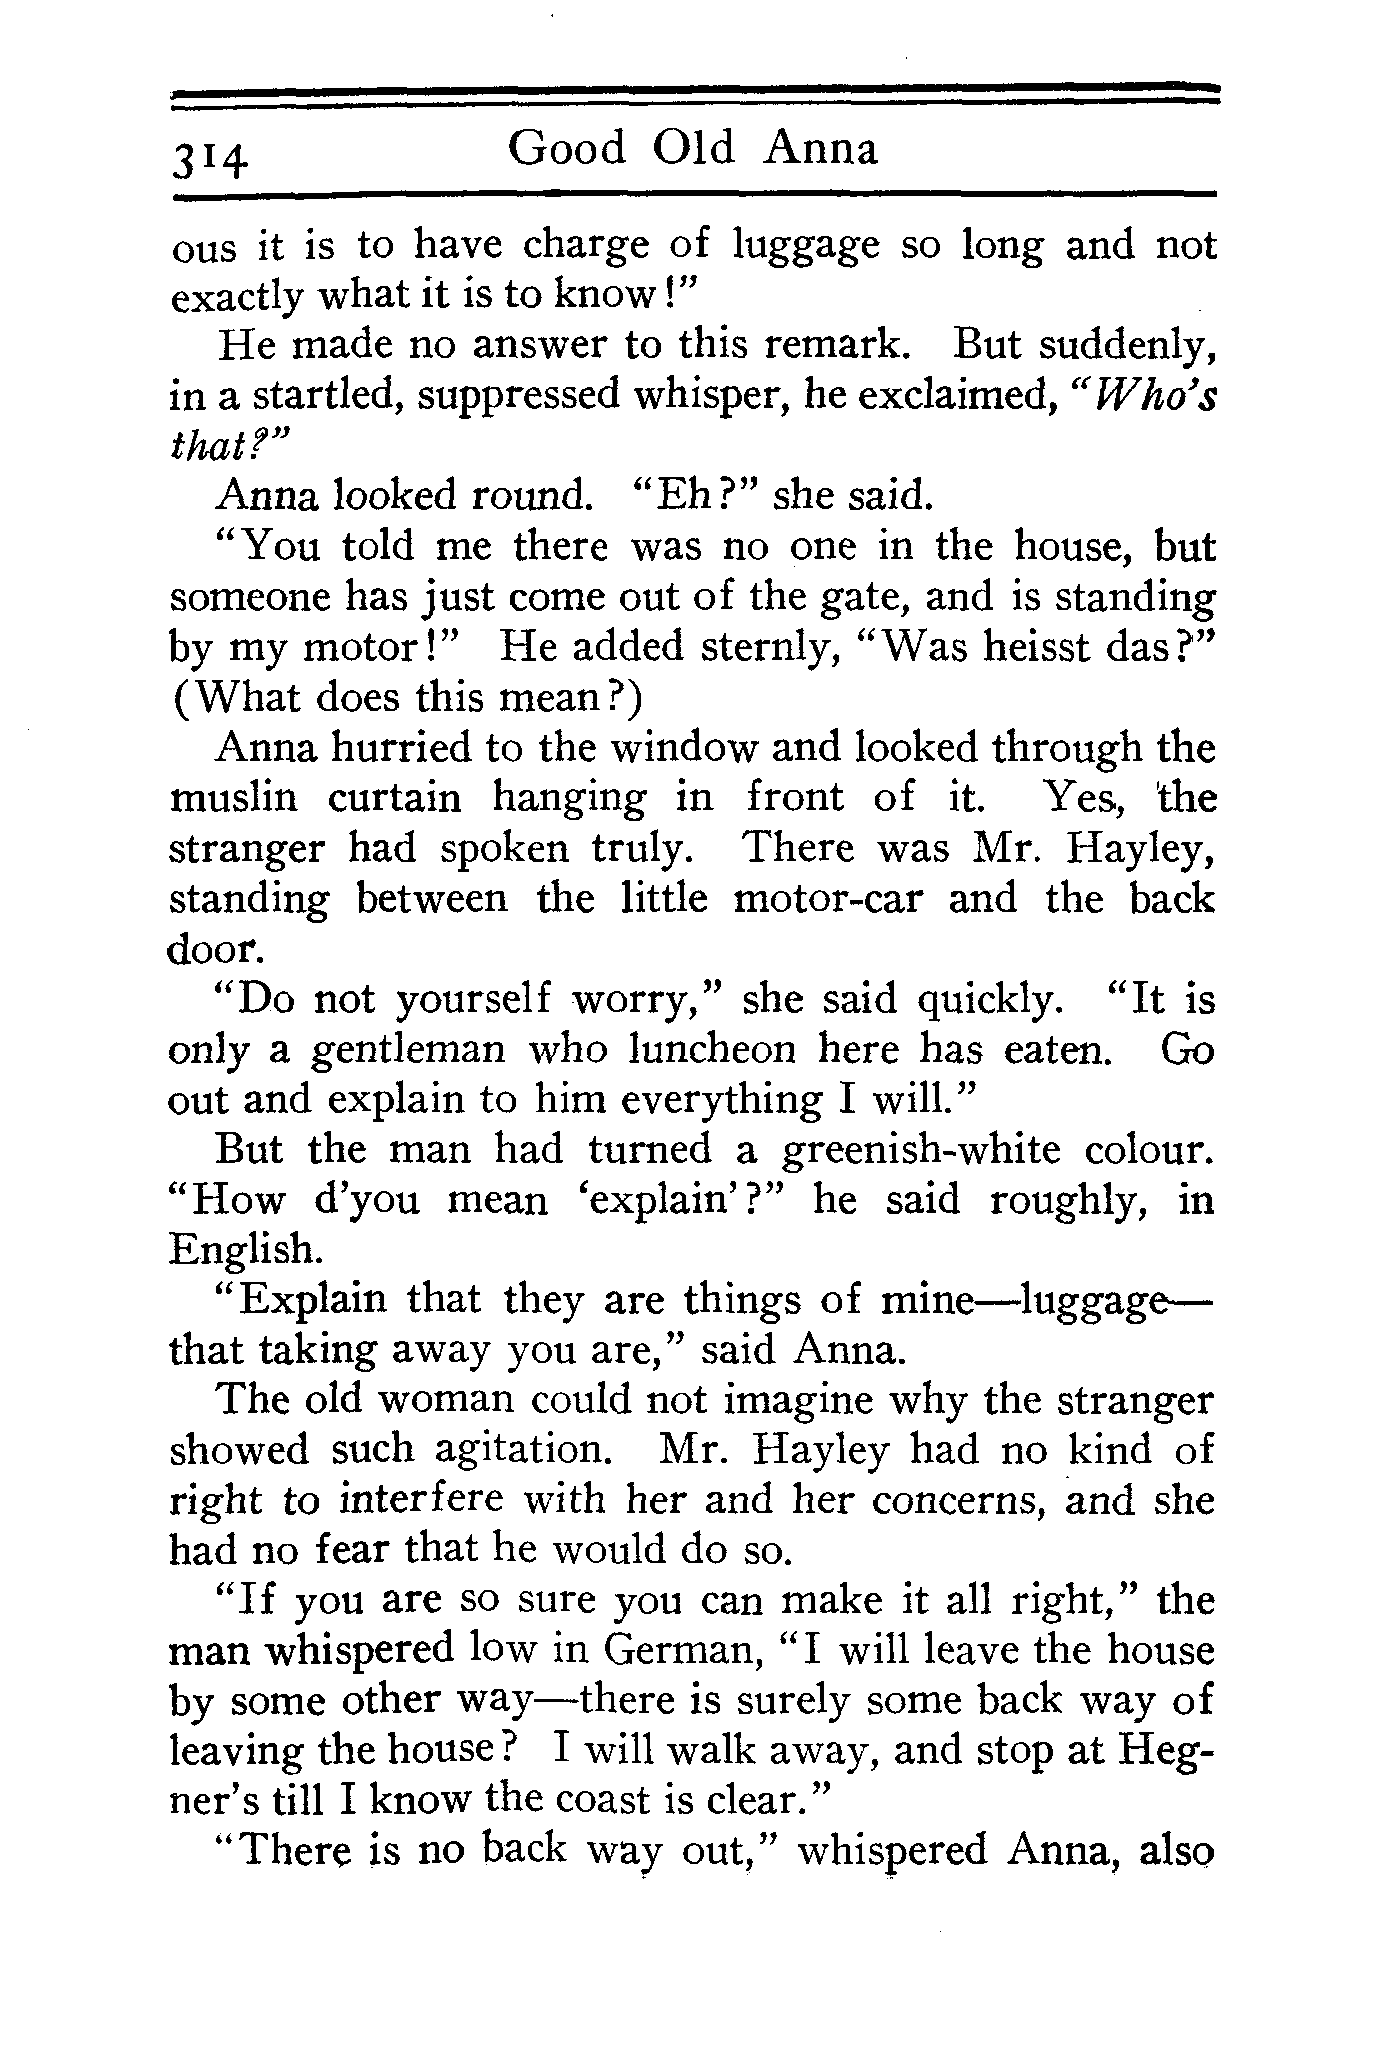 314 Good Old Anna
ous it is to have charge of luggage so long and not
exactly what it is to know!"
He made no answer to this remark. But suddenly,
in a startled, suppressed whisper, he exclaimed, "Who's
that?"
Anna looked round. "Eh?" she said.
"You told me there was no one in the house, but
someone has just come out of the gate, and is standing
by my motor!" He added sternly, "Was heisst das?"
(What does this mean?)
Anna hurried to the window and looked through the
muslin curtain hanging in front of it. Yes, the
stranger had spoken truly. There was Mr. Hayley,
standing between the little motor-car and the back
door.
"Do not yourself worry," she said quickly. "It is
only a gentleman who luncheon here has eaten. Go
out and explain to him everything I will."
But the man had turned a greenish-white colour.
"How d'you mean 'explain'?" he said roughly, in
English.
"Explain that they are things of mine—luggage—
that taking away you are," said Anna.
The old woman could not imagine why the stranger
showed such agitation. Mr. Hayley had no kind of
right to interfere with her and her concerns, and she
had no fear that he would do so.
"If you are so sure you can make it all right," the
man whispered low in German, "I will leave the house
by some other way—there is surely some back way of
leaving the house? I will walk away, and stop at Heg-
ner's till I know the coast is clear."
"There is no back way out," whispered Anna, also